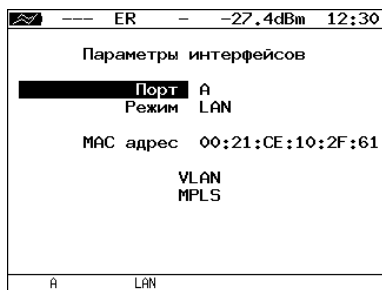 --- ER - -27.4dBm 12:30
Параметры интерфейсов
Порт A
Режим LAN
MAC адрес 00:21:CE:10:2F:61
VLAN
MPLS
A LAN